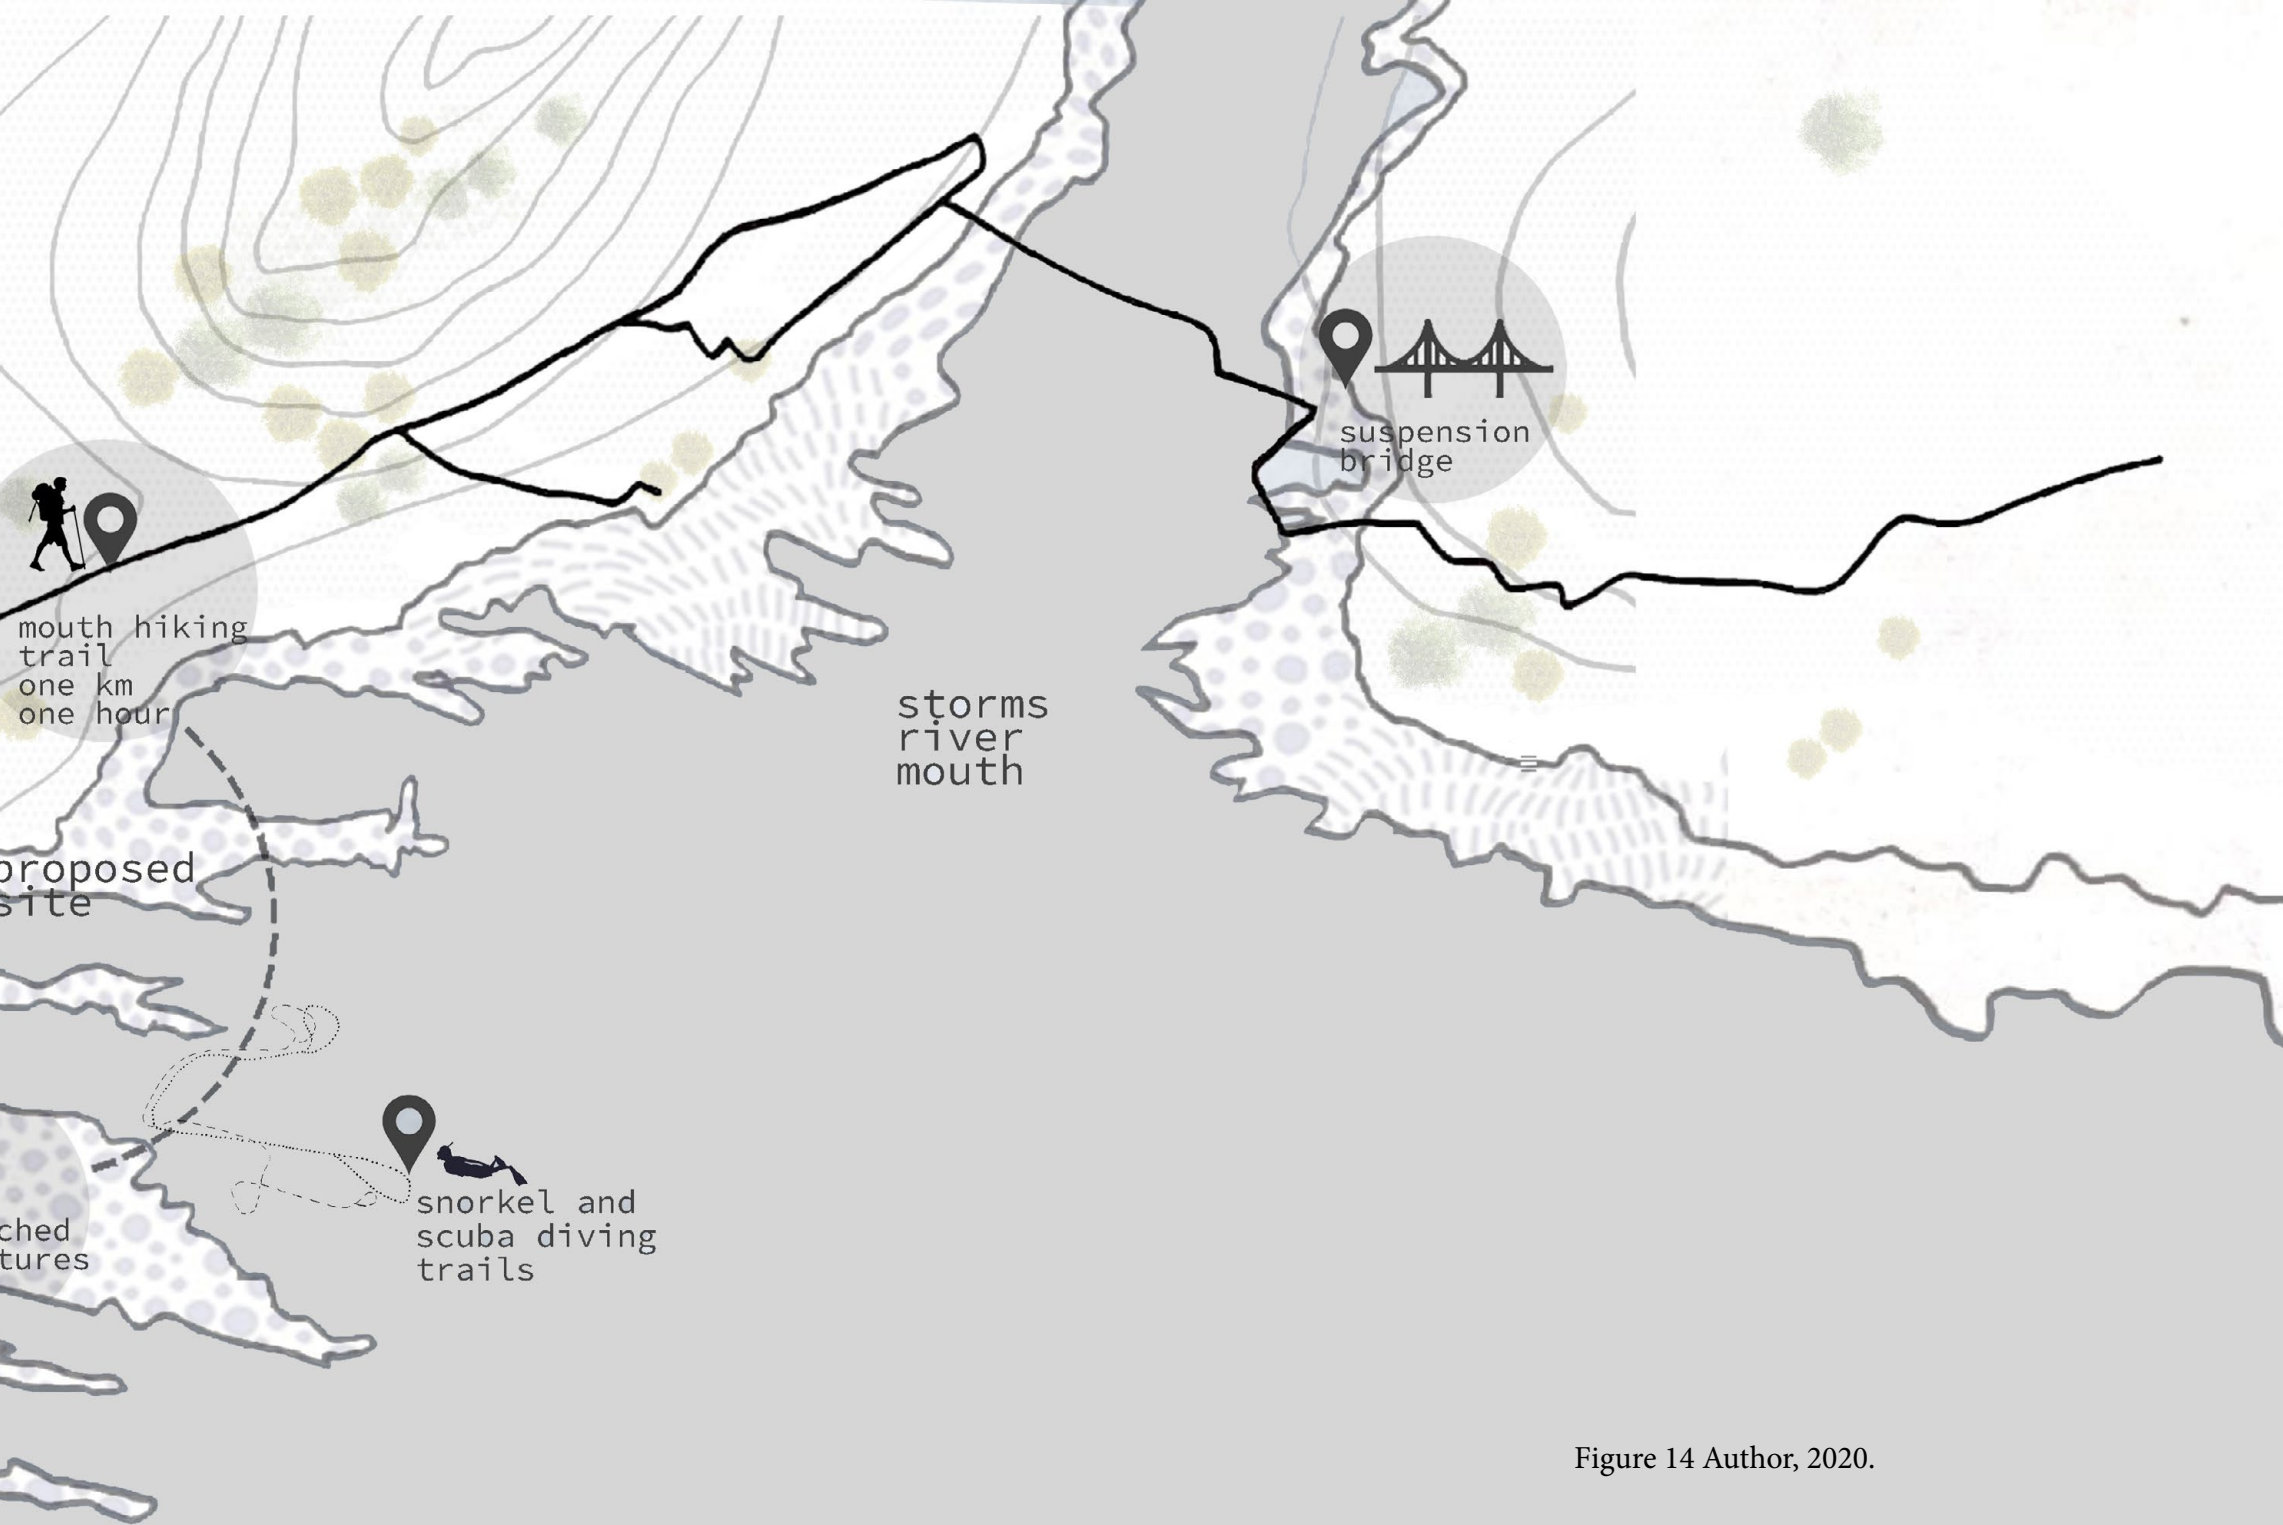 suspension
bridge
mouth hiking
trail
one km
one hour
storms
river
mouth
proposed
site
snorkel and
scuba diving
trails
ched
tures
Figure 14 Author, 2020.